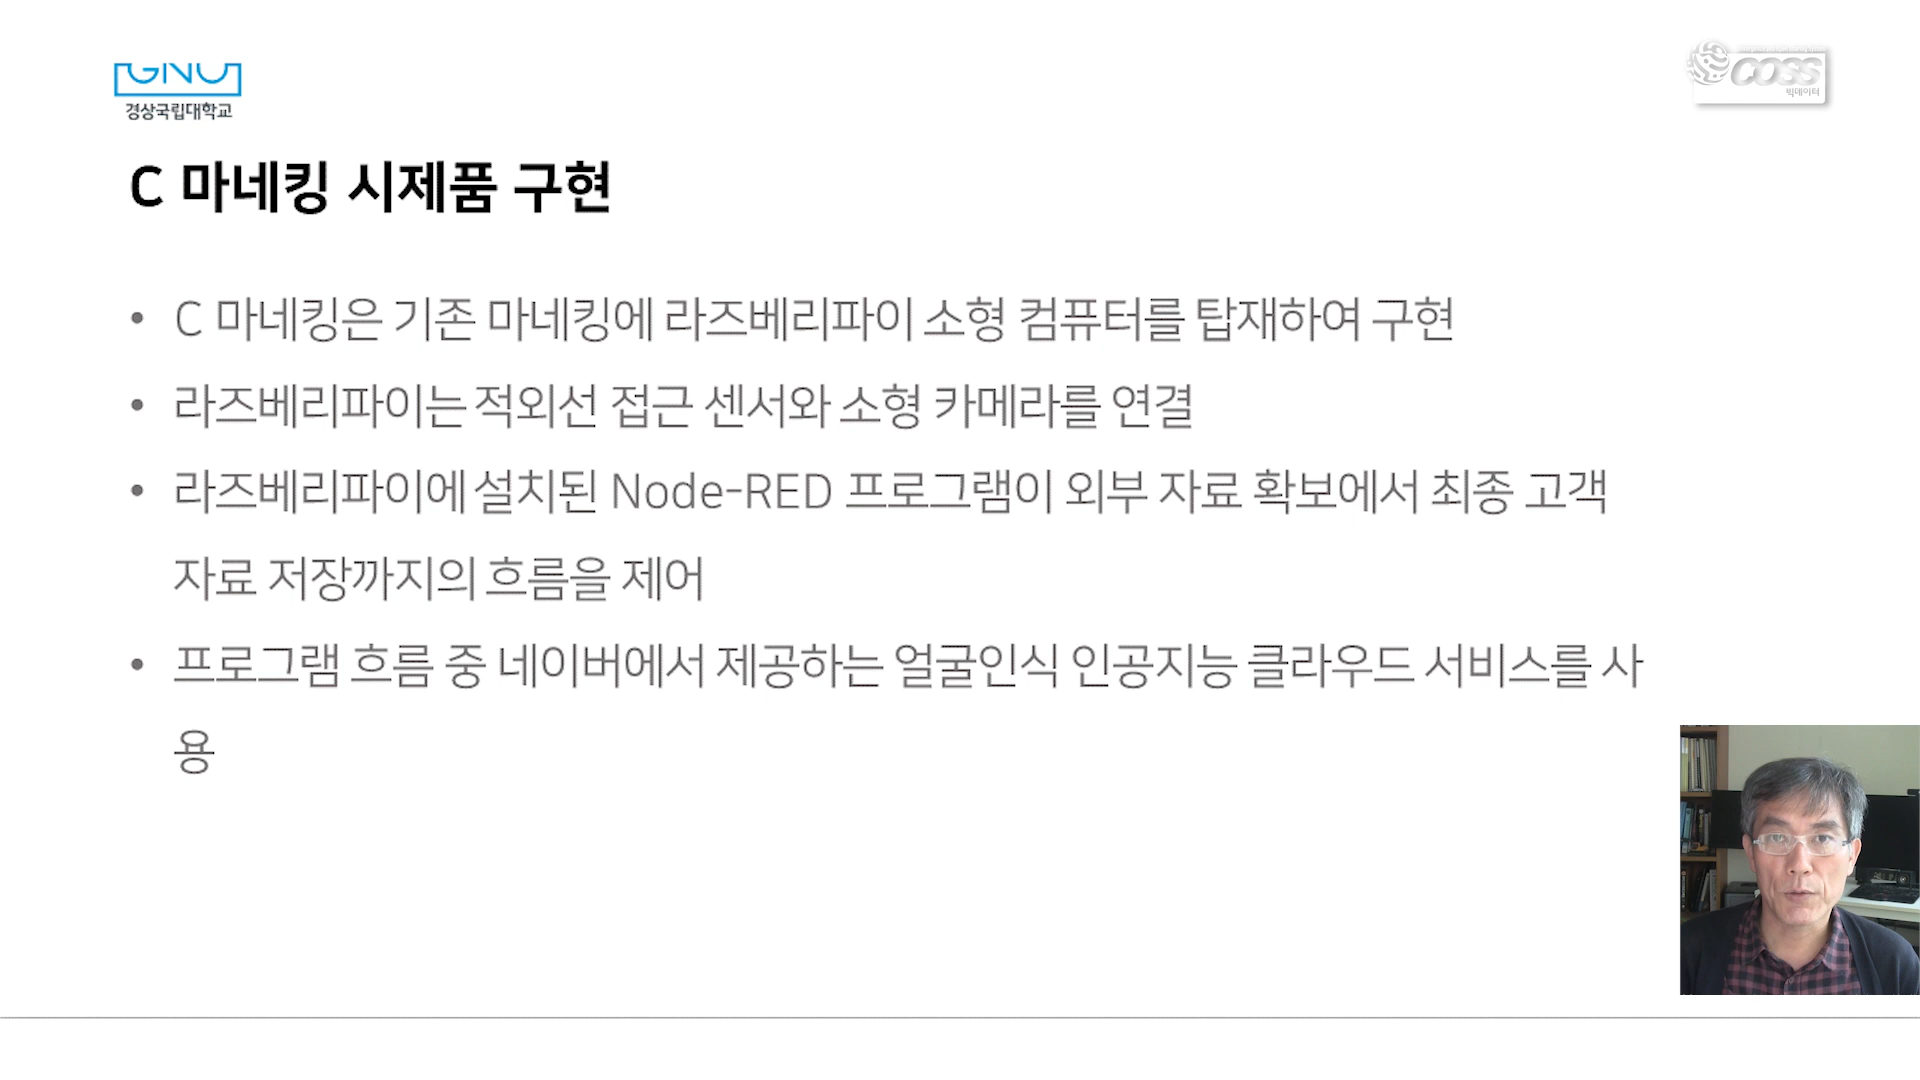 GNU
경상국립대학교
COSS
빅데이터
C 마네킹 시제품 구현
• C 마네킹은 기존 마네킹에 라즈베리파이 소형 컴퓨터를 탑재하여 구현
• 라즈베리파이는 적외선 접근 센서와 소형 카메라를 연결
• 라즈베리파이에 설치된 Node-RED 프로그램이 외부 자료 확보에서 최종 고객
자료 저장까지의 흐름을 제어
• 프로그램 흐름 중 네이버에서 제공하는 얼굴인식 인공지능 클라우드 서비스를 사
용